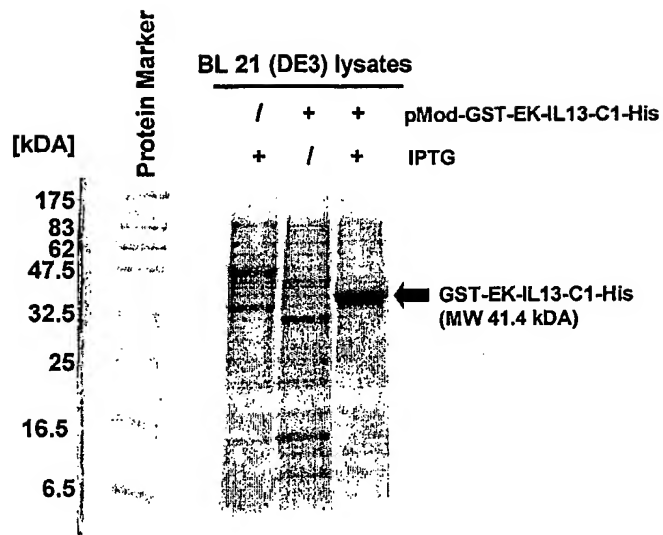 Protein Marker
BL 21 (DE3) lysates
/ + + pMod-GST-EK-IL13-C1-His
[kDA]
+ / + IPTG
175
83
62
47.5
32.5
25
16.5
6.5
GST-EK-IL13-C1-His
(MW 41.4 kDA)